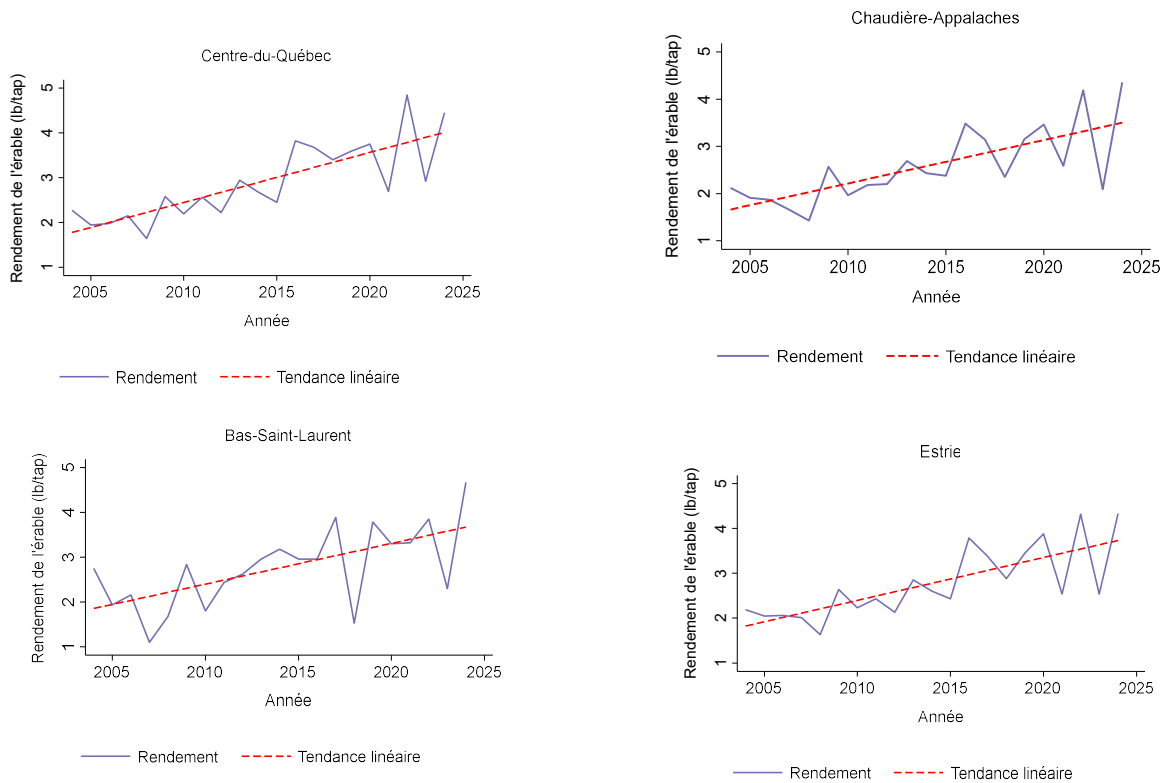 Centre-du-Québec
Rendement de l'érable (lb/tap)
5
4
3
2
1
2005 2010 2015 2020 2025
Année
Rendement Tendance linéaire
Chaudière-Appalaches
Rendement de l'érable (lb/tap)
5
4
3
2
1
2005 2010 2015 2020 2025
Année
Rendement Tendance linéaire
Bas-Saint-Laurent
Rendement de l'érable (lb/tap)
5
4
3
2
1
2005 2010 2015 2020 2025
Année
Rendement Tendance linéaire
Estrie
Rendement de l'érable (lb/tap)
5
4
3
2
1
2005 2010 2015 2020 2025
Année
Rendement Tendance linéaire